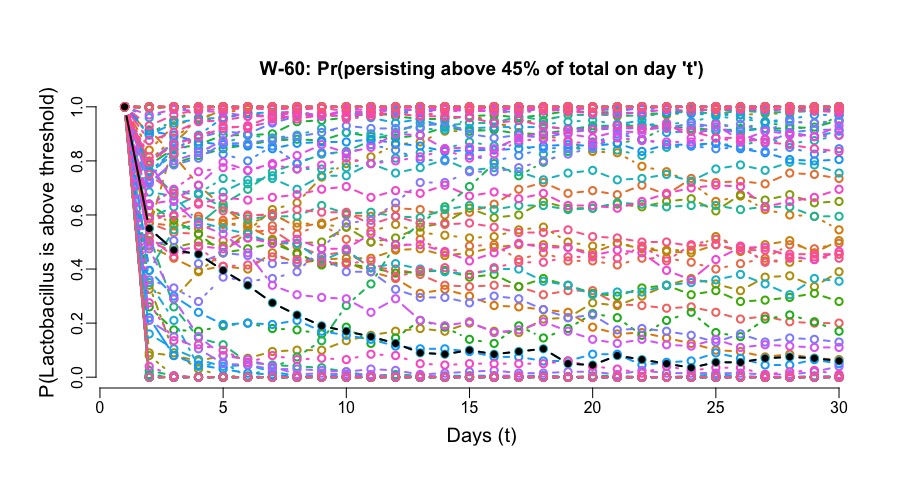 W-60: Pr(persisting above 45% of total on day 't')
P(Lactobacillus is above threshold)
1.0
0.8
0.6
0.4
0.2
0.0
0 5 10 15 20 25 30
Days (t)